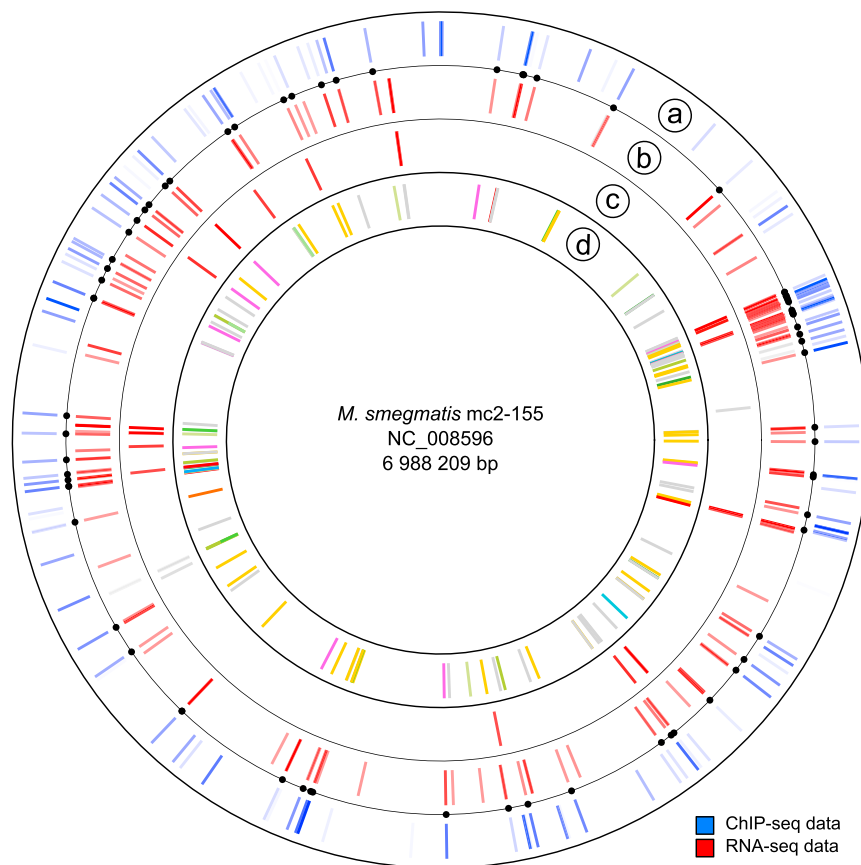 a
b
c
d
M. smegmatis mc2-155
NC_008596
6 988 209 bp
ChIP-seq data
RNA-seq data